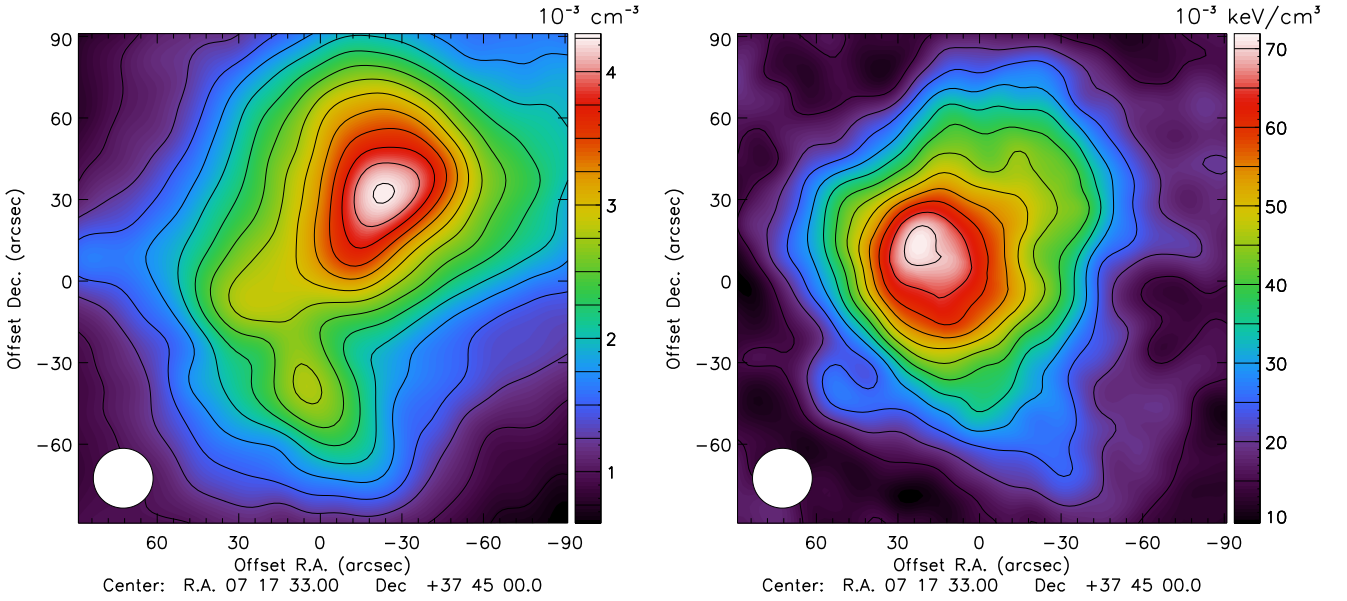 10⁻³ cm⁻³
90
60
30
0
−30
−60
Offset Dec. (arcsec)
4
3
2
1
60 30 0 −30 −60 −90
Offset R.A. (arcsec)
Center: R.A. 07 17 33.00 Dec +37 45 00.0
10⁻³ keV/cm³
90
60
30
0
−30
−60
Offset Dec. (arcsec)
70
60
50
40
30
20
10
60 30 0 −30 −60 −90
Offset R.A. (arcsec)
Center: R.A. 07 17 33.00 Dec +37 45 00.0